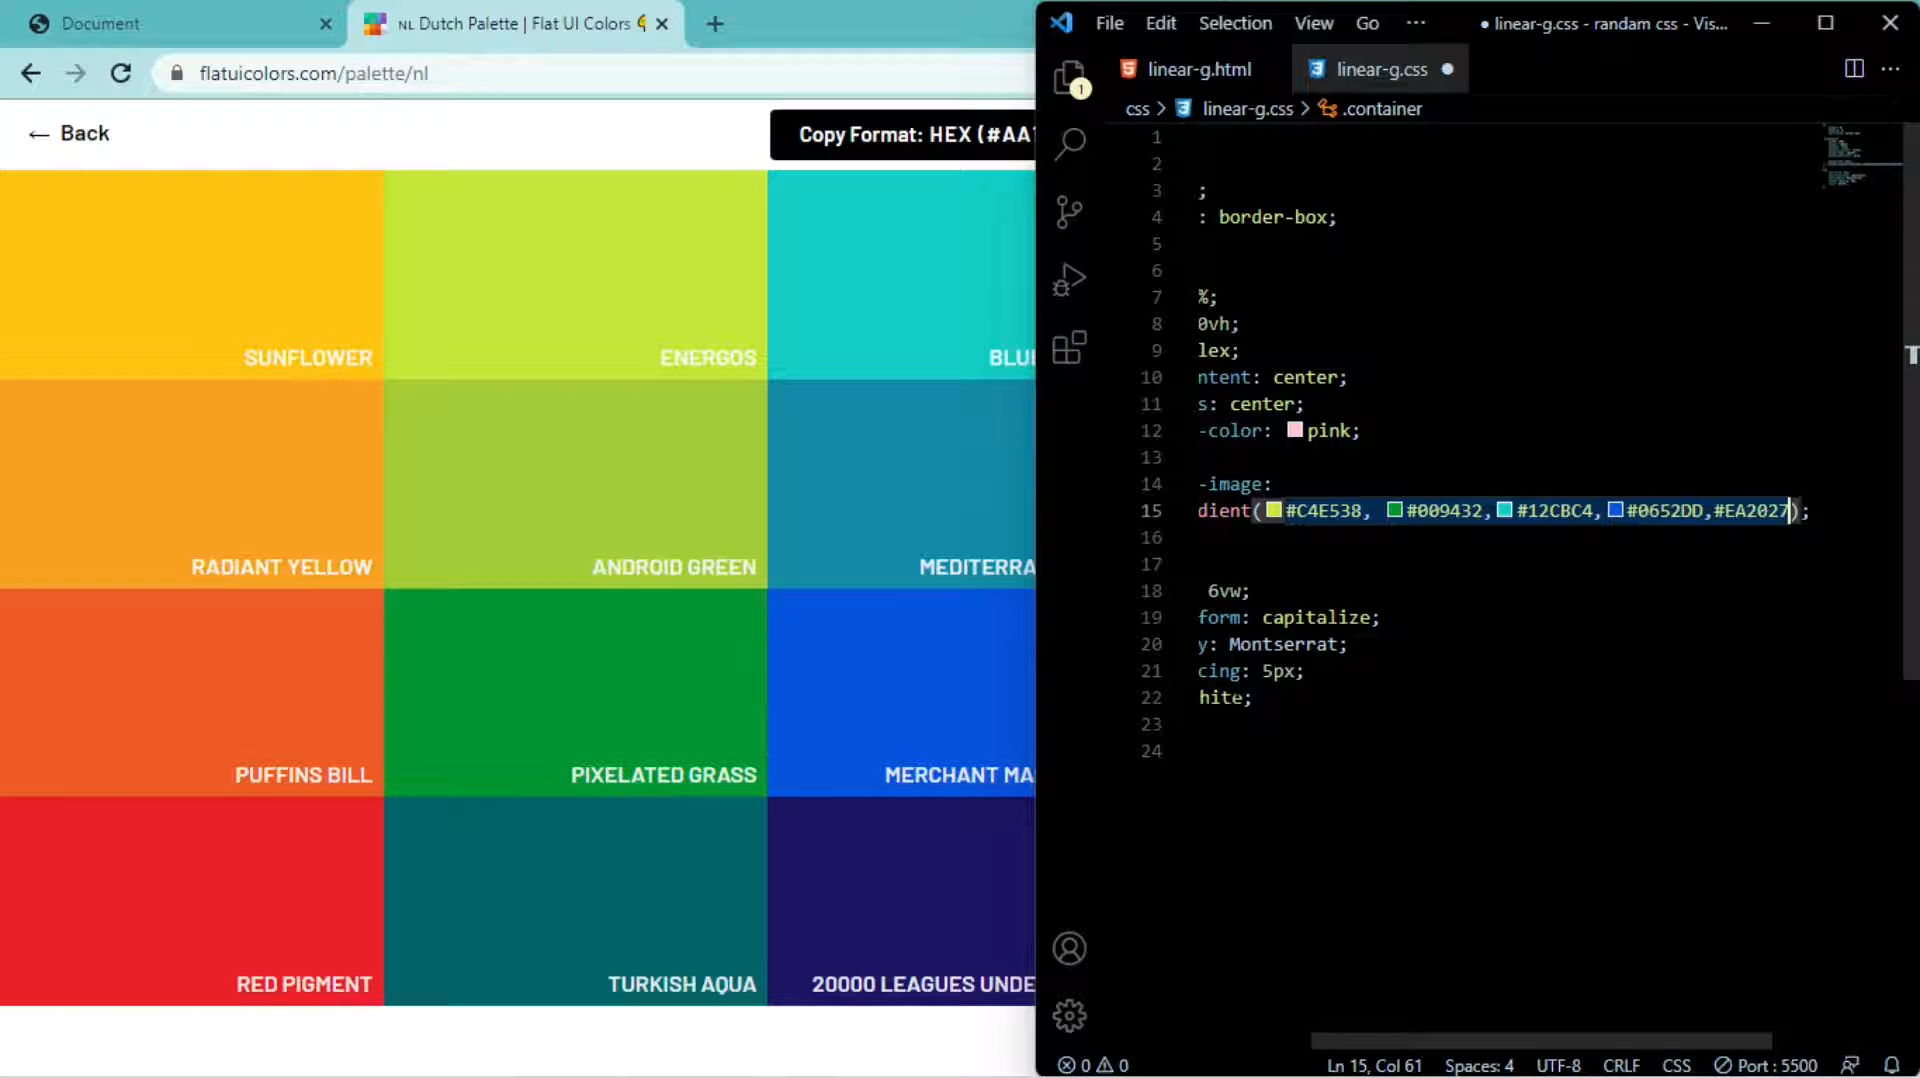 Document
NL Dutch Palette | Flat UI Colors
flatuicolors.com/palette/nl
← Back
Copy Format: HEX (#AA1
SUNFLOWER
ENERGOS
BLUE
RADIANT YELLOW
ANDROID GREEN
MEDITERRA
PUFFINS BILL
PIXELATED GRASS
MERCHANT MA
RED PIGMENT
TURKISH AQUA
20000 LEAGUES UNDE
File Edit Selection View Go ···
● linear-g.css - randam css - Vis...
1
linear-g.html
linear-g.css ●
css > linear-g.css > .container
1
2
3 ;
4 : border-box;
5
6
7 %;
8 0vh;
9 lex;
10 ntent: center;
11 s: center;
12 -color: pink;
13
14 -image:
15 dient(#C4E538, #009432,#12CBC4,#0652DD,#EA2027);
16
17
18 6vw;
19 form: capitalize;
20 y: Montserrat;
21 cing: 5px;
22 hite;
23
24
0 0
Ln 15, Col 61 Spaces: 4 UTF-8 CRLF CSS Port : 5500